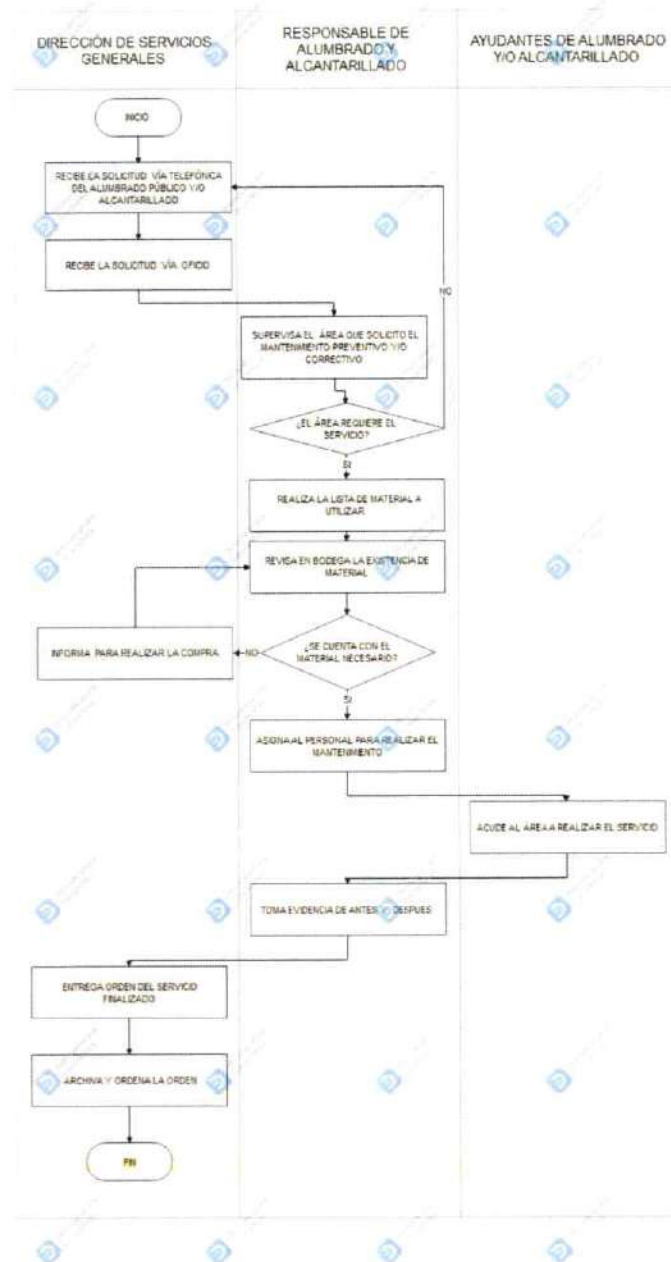 DIRECCIÓN DE SERVICIOS
GENERALES
RESPONSABLE DE
ALUMBRADO Y
ALCANTARILLADO
AYUDANTES DE ALUMBRADO
Y/O ALCANTARILLADO
INICIO
RECIBE LA SOLICITUD VÍA TELEFÓNICA
DEL ALUMBRADO PÚBLICO Y/O
ALCANTARILLADO
RECIBE LA SOLICITUD VÍA OFICIO
NO
SUPERVISA EL ÁREA QUE SOLICITO EL
MANTENIMIENTO PREVENTIVO Y/O
CORRECTIVO
¿EL ÁREA REQUIERE EL
SERVICIO?
SI
REALIZA LA LISTA DE MATERIAL A
UTILIZAR
REVISA EN BODEGA LA EXISTENCIA DE
MATERIAL
INFORMA PARA REALIZAR LA COMPRA
NO
¿SE CUENTA CON EL
MATERIAL NECESARIO?
SI
ASIGNA AL PERSONAL PARA REALIZAR EL
MANTENIMIENTO
ACUDE AL ÁREA A REALIZAR EL SERVICIO
TOMA EVIDENCIA DE ANTES Y DESPUES
ENTREGA ORDEN DEL SERVICIO
FINALIZADO
ARCHIVA Y ORDENA LA ORDEN
FIN